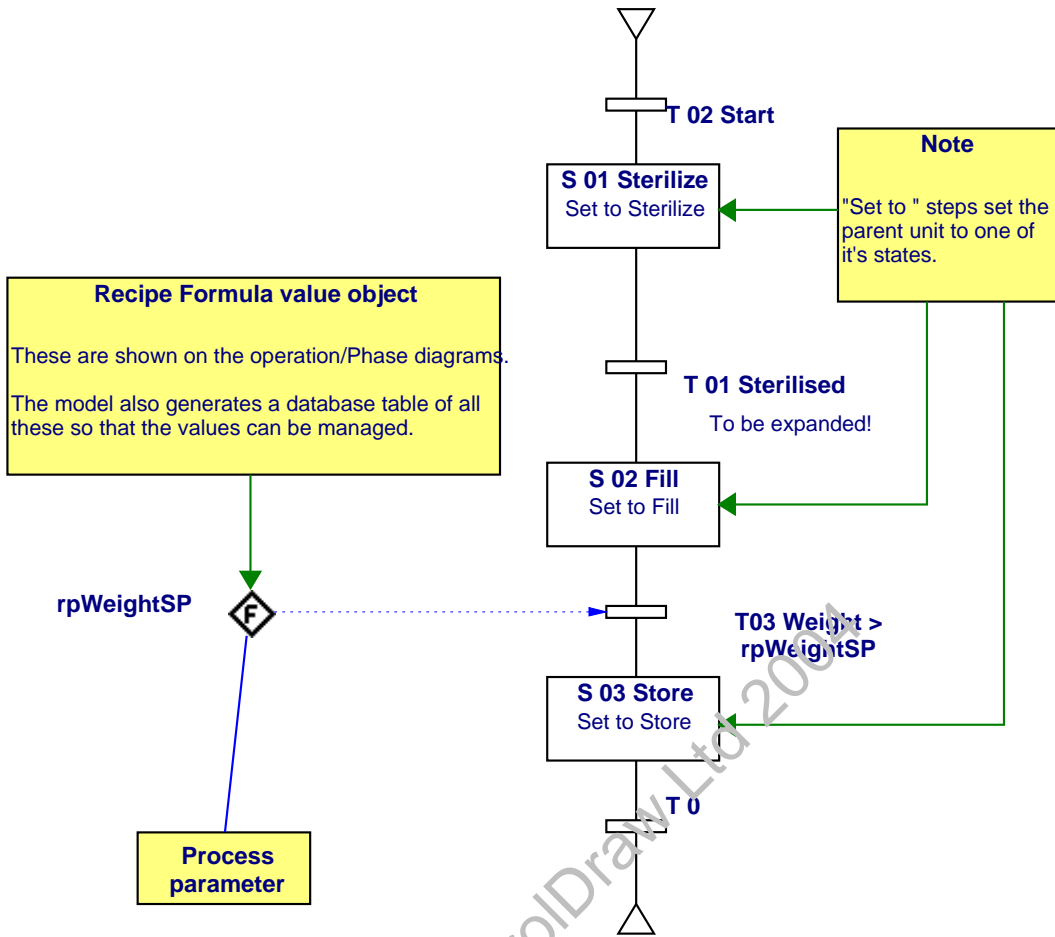 T 02 Start
S 01 Sterilize
Set to Sterilize
Note
"Set to " steps set the
parent unit to one of
it's states.
Recipe Formula value object
These are shown on the operation/Phase diagrams.
The model also generates a database table of all
these so that the values can be managed.
T 01 Sterilised
To be expanded!
S 02 Fill
Set to Fill
rpWeightSP
F
T03 Weight >
rpWeightSP
S 03 Store
Set to Store
T 0
Process
parameter
rolDraw Ltd 2004